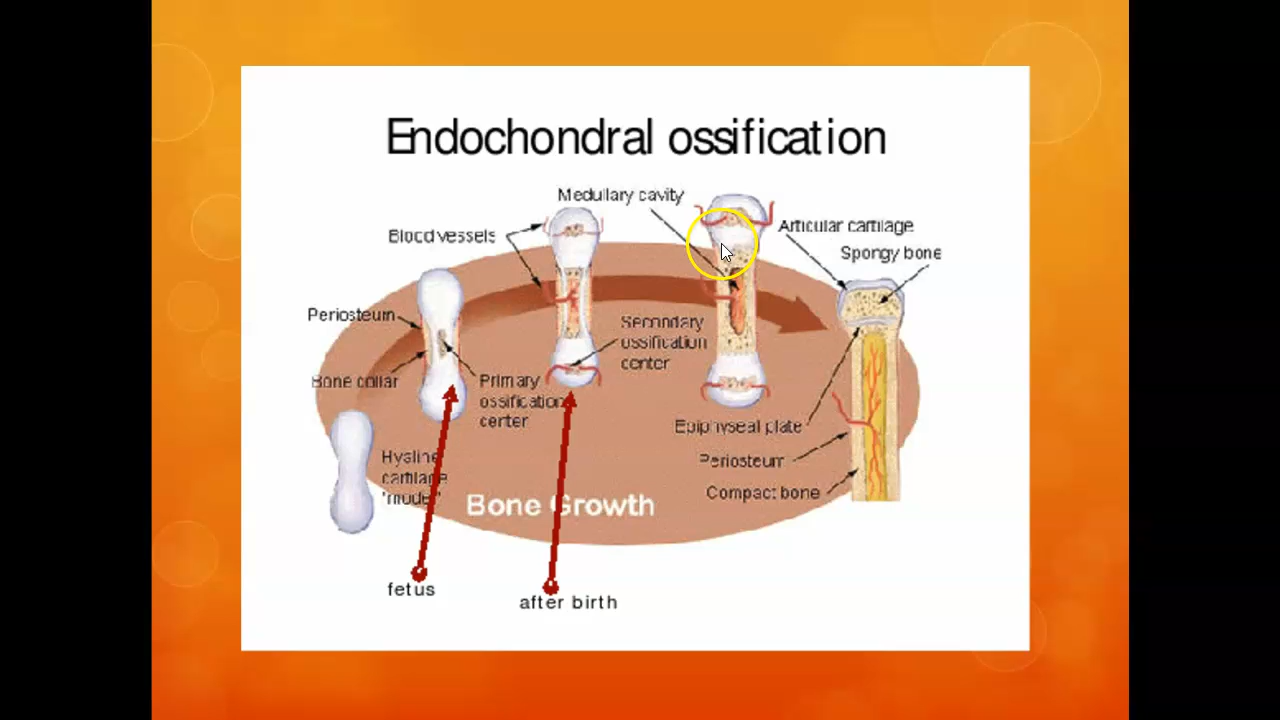 Endochondral ossification
Medullary cavity
Articular cartilage
Spongy bone
Blood vessels
Periosteum
Secondary
ossification
center
Bone collar
Primary
ossification
center
Epiphyseal plate
Hyaline
cartilage
"model"
Periosteum
Compact bone
Bone Growth
fetus
after birth